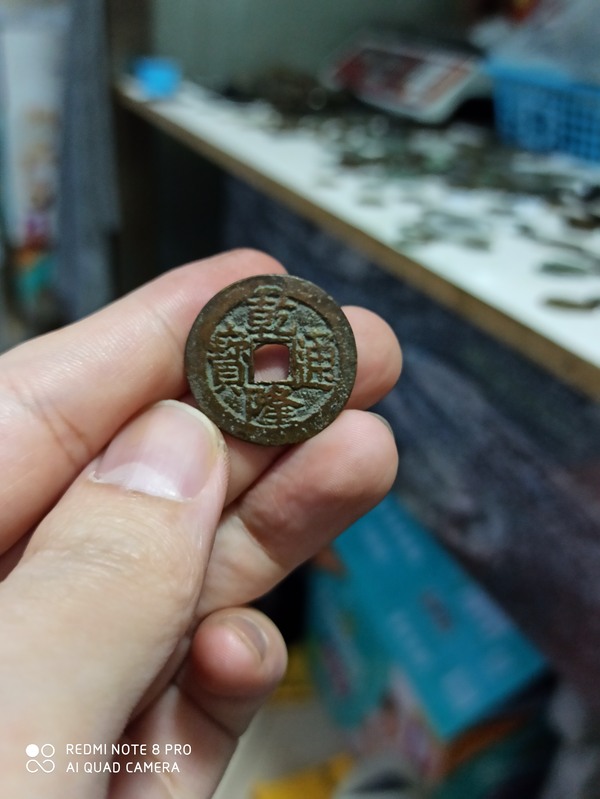 乾隆通寶
REDMI NOTE 8 PRO
AI QUAD CAMERA